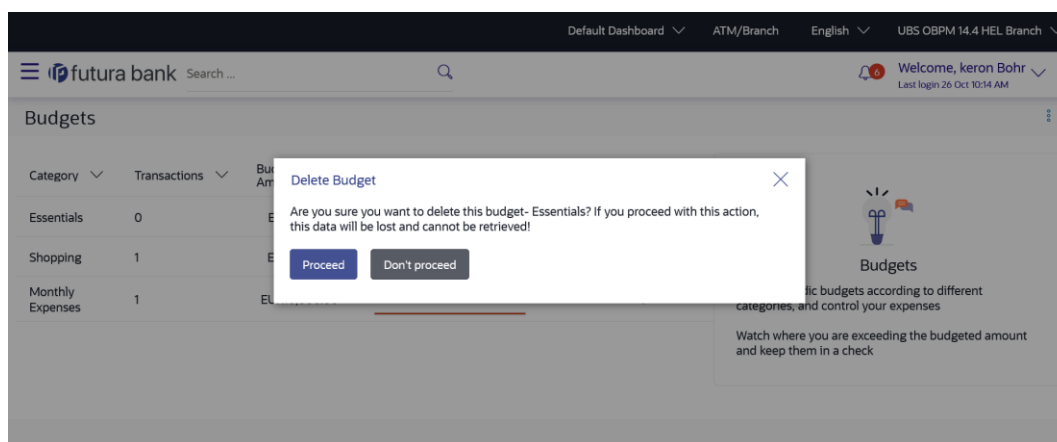 Default Dashboard ATM/Branch English UBS OBPM 14.4 HEL Branch
futura bank Search ... 6 Welcome, keron Bohr
Last login 26 Oct 10:14 AM
Budgets
Category Transactions
Delete Budget
Are you sure you want to delete this budget- Essentials? If you proceed with this action,
this data will be lost and cannot be retrieved!
Proceed Don't proceed
Essentials 0
Shopping 1
Monthly
Expenses 1
Budgets
according to different
categories, and control your expenses
Watch where you are exceeding the budgeted amount
and keep them in a check